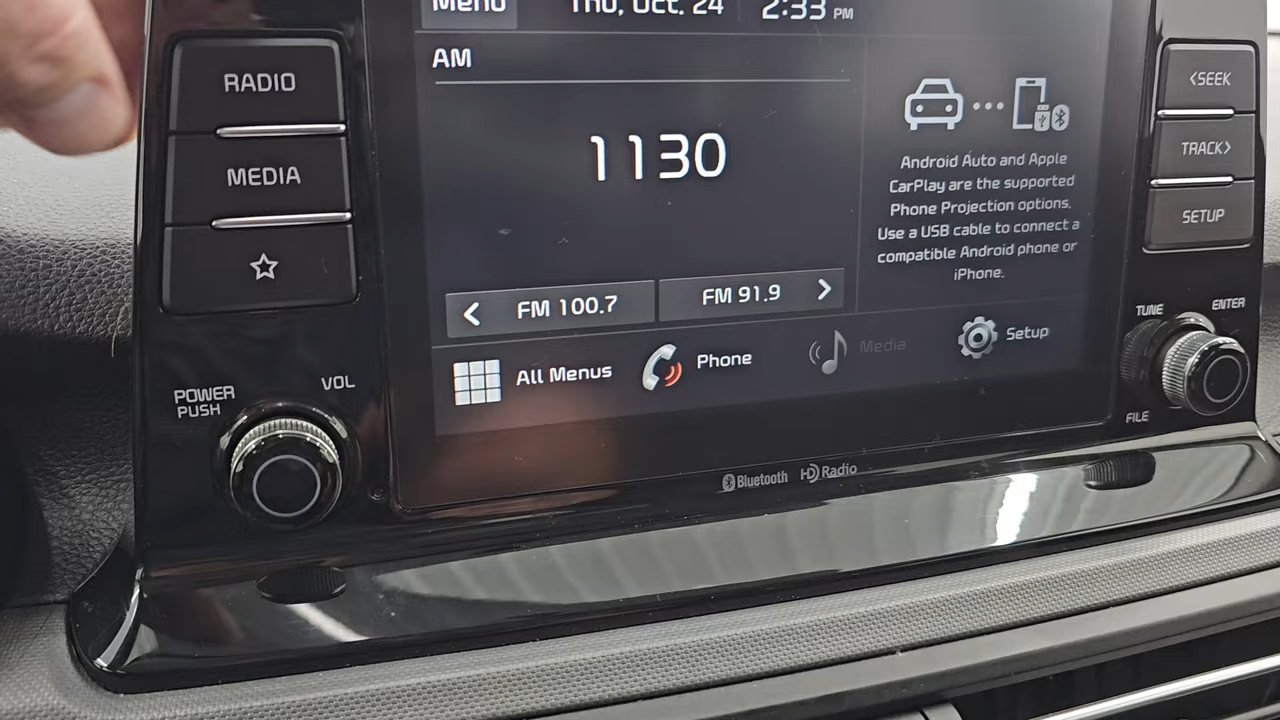 Menu
Thu, Oct. 24
2:33 PM
AM
1130
FM 100.7
FM 91.9
Android Auto and Apple
CarPlay are the supported
Phone Projection options.
Use a USB cable to connect a
compatible Android phone or
iPhone.
All Menus
Phone
Media
Setup
RADIO
MEDIA
POWER
PUSH
VOL
<SEEK
TRACK>
SETUP
TUNE
ENTER
FILE
Bluetooth
HD Radio